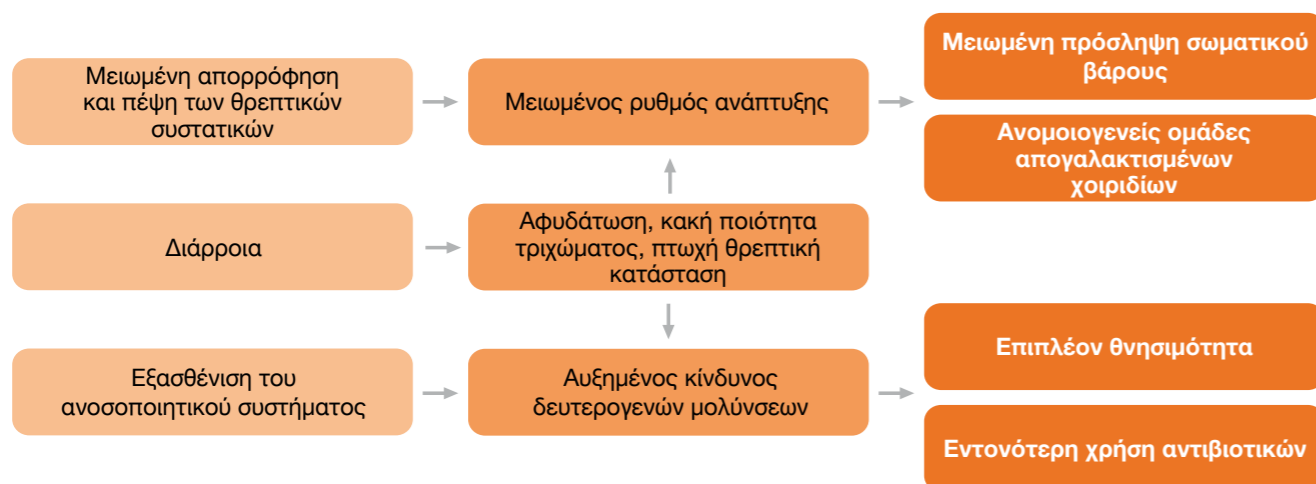 Μειωμένη απορρόφηση
και πέψη των θρεπτικών
συστατικών
Μειωμένος ρυθμός ανάπτυξης
Μειωμένη πρόσληψη σωματικού
βάρους
Ανομοιογενείς ομάδες
απογαλακτισμένων
χοιριδίων
Διάρροια
Αφυδάτωση, κακή ποιότητα
τριχώματος, πτωχή θρεπτική
κατάσταση
Εξασθένιση του
ανοσοποιητικού συστήματος
Αυξημένος κίνδυνος
δευτερογενών μολύνσεων
Επιπλέον θνησιμότητα
Εντονότερη χρήση αντιβιοτικών